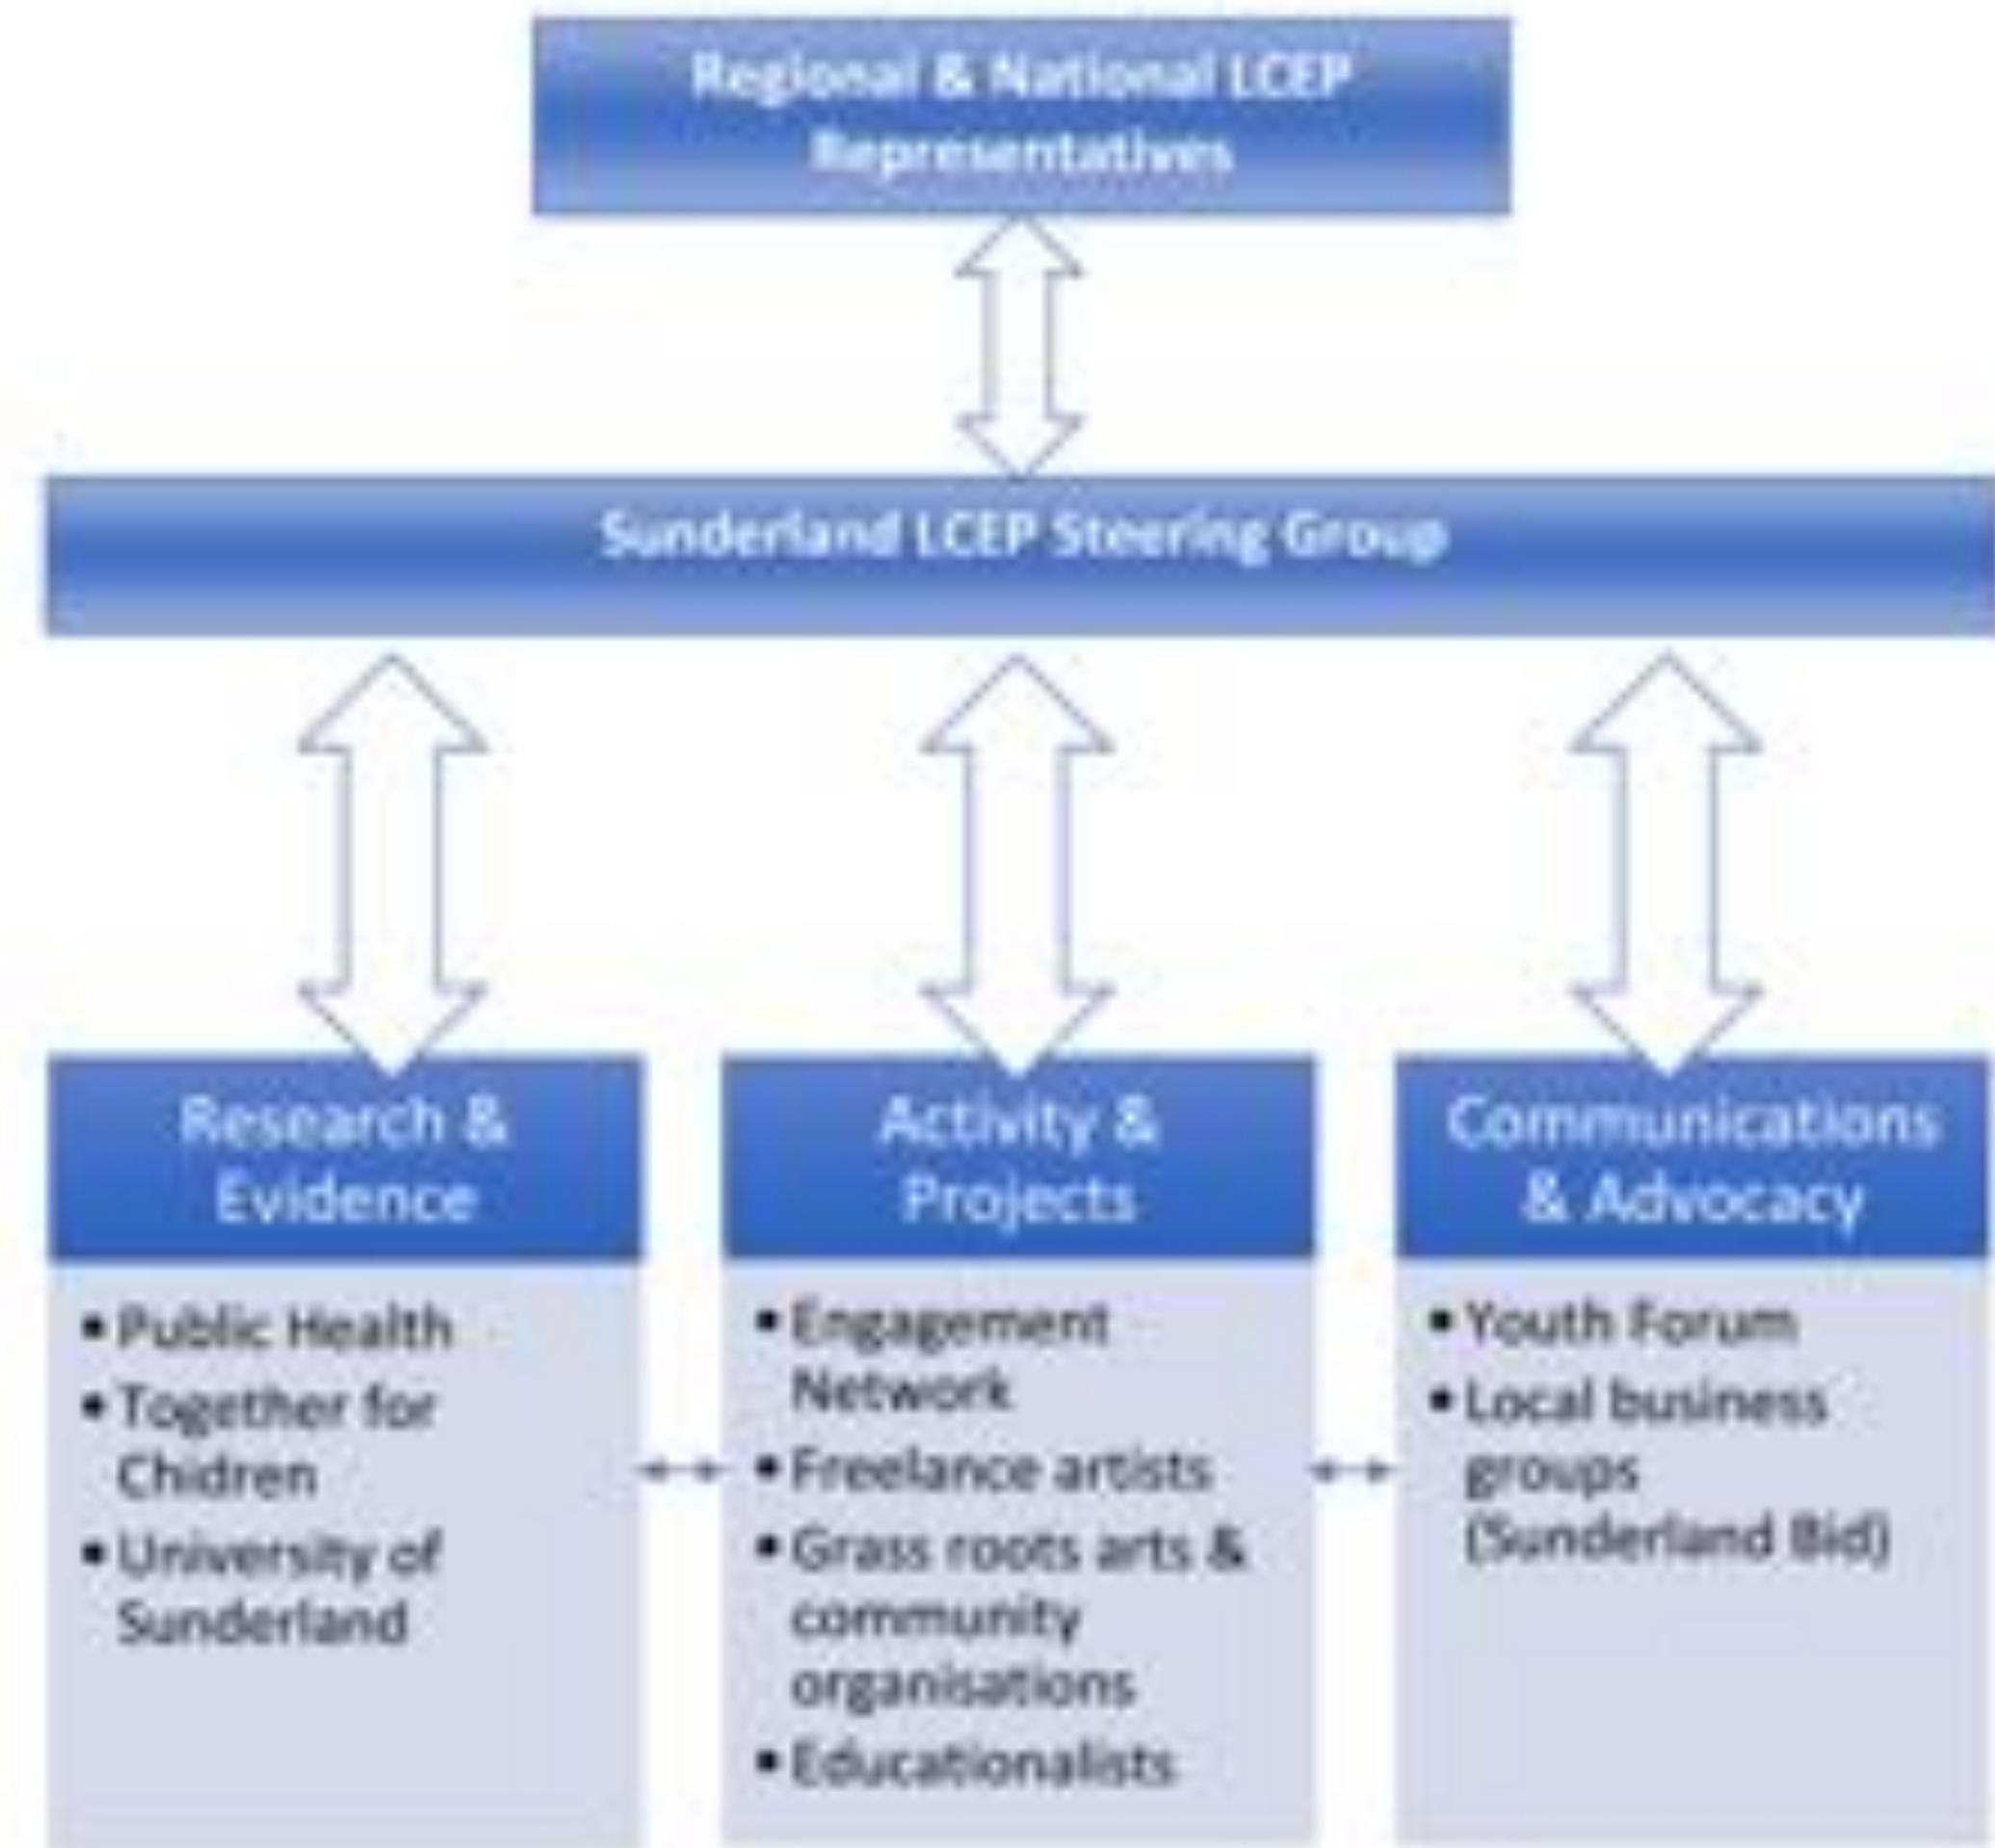 Regional & National LCEP
Representatives
Sunderland LCEP Steering Group
Research &
Evidence
• Public Health
• Together for
Chidren
• University of
Sunderland
Activity &
Projects
• Engagement
Network
• Freelance artists
• Grass roots arts &
community
organisations
• Educationalists
Communications
& Advocacy
• Youth Forum
• Local business
groups
(Sunderland Bid)